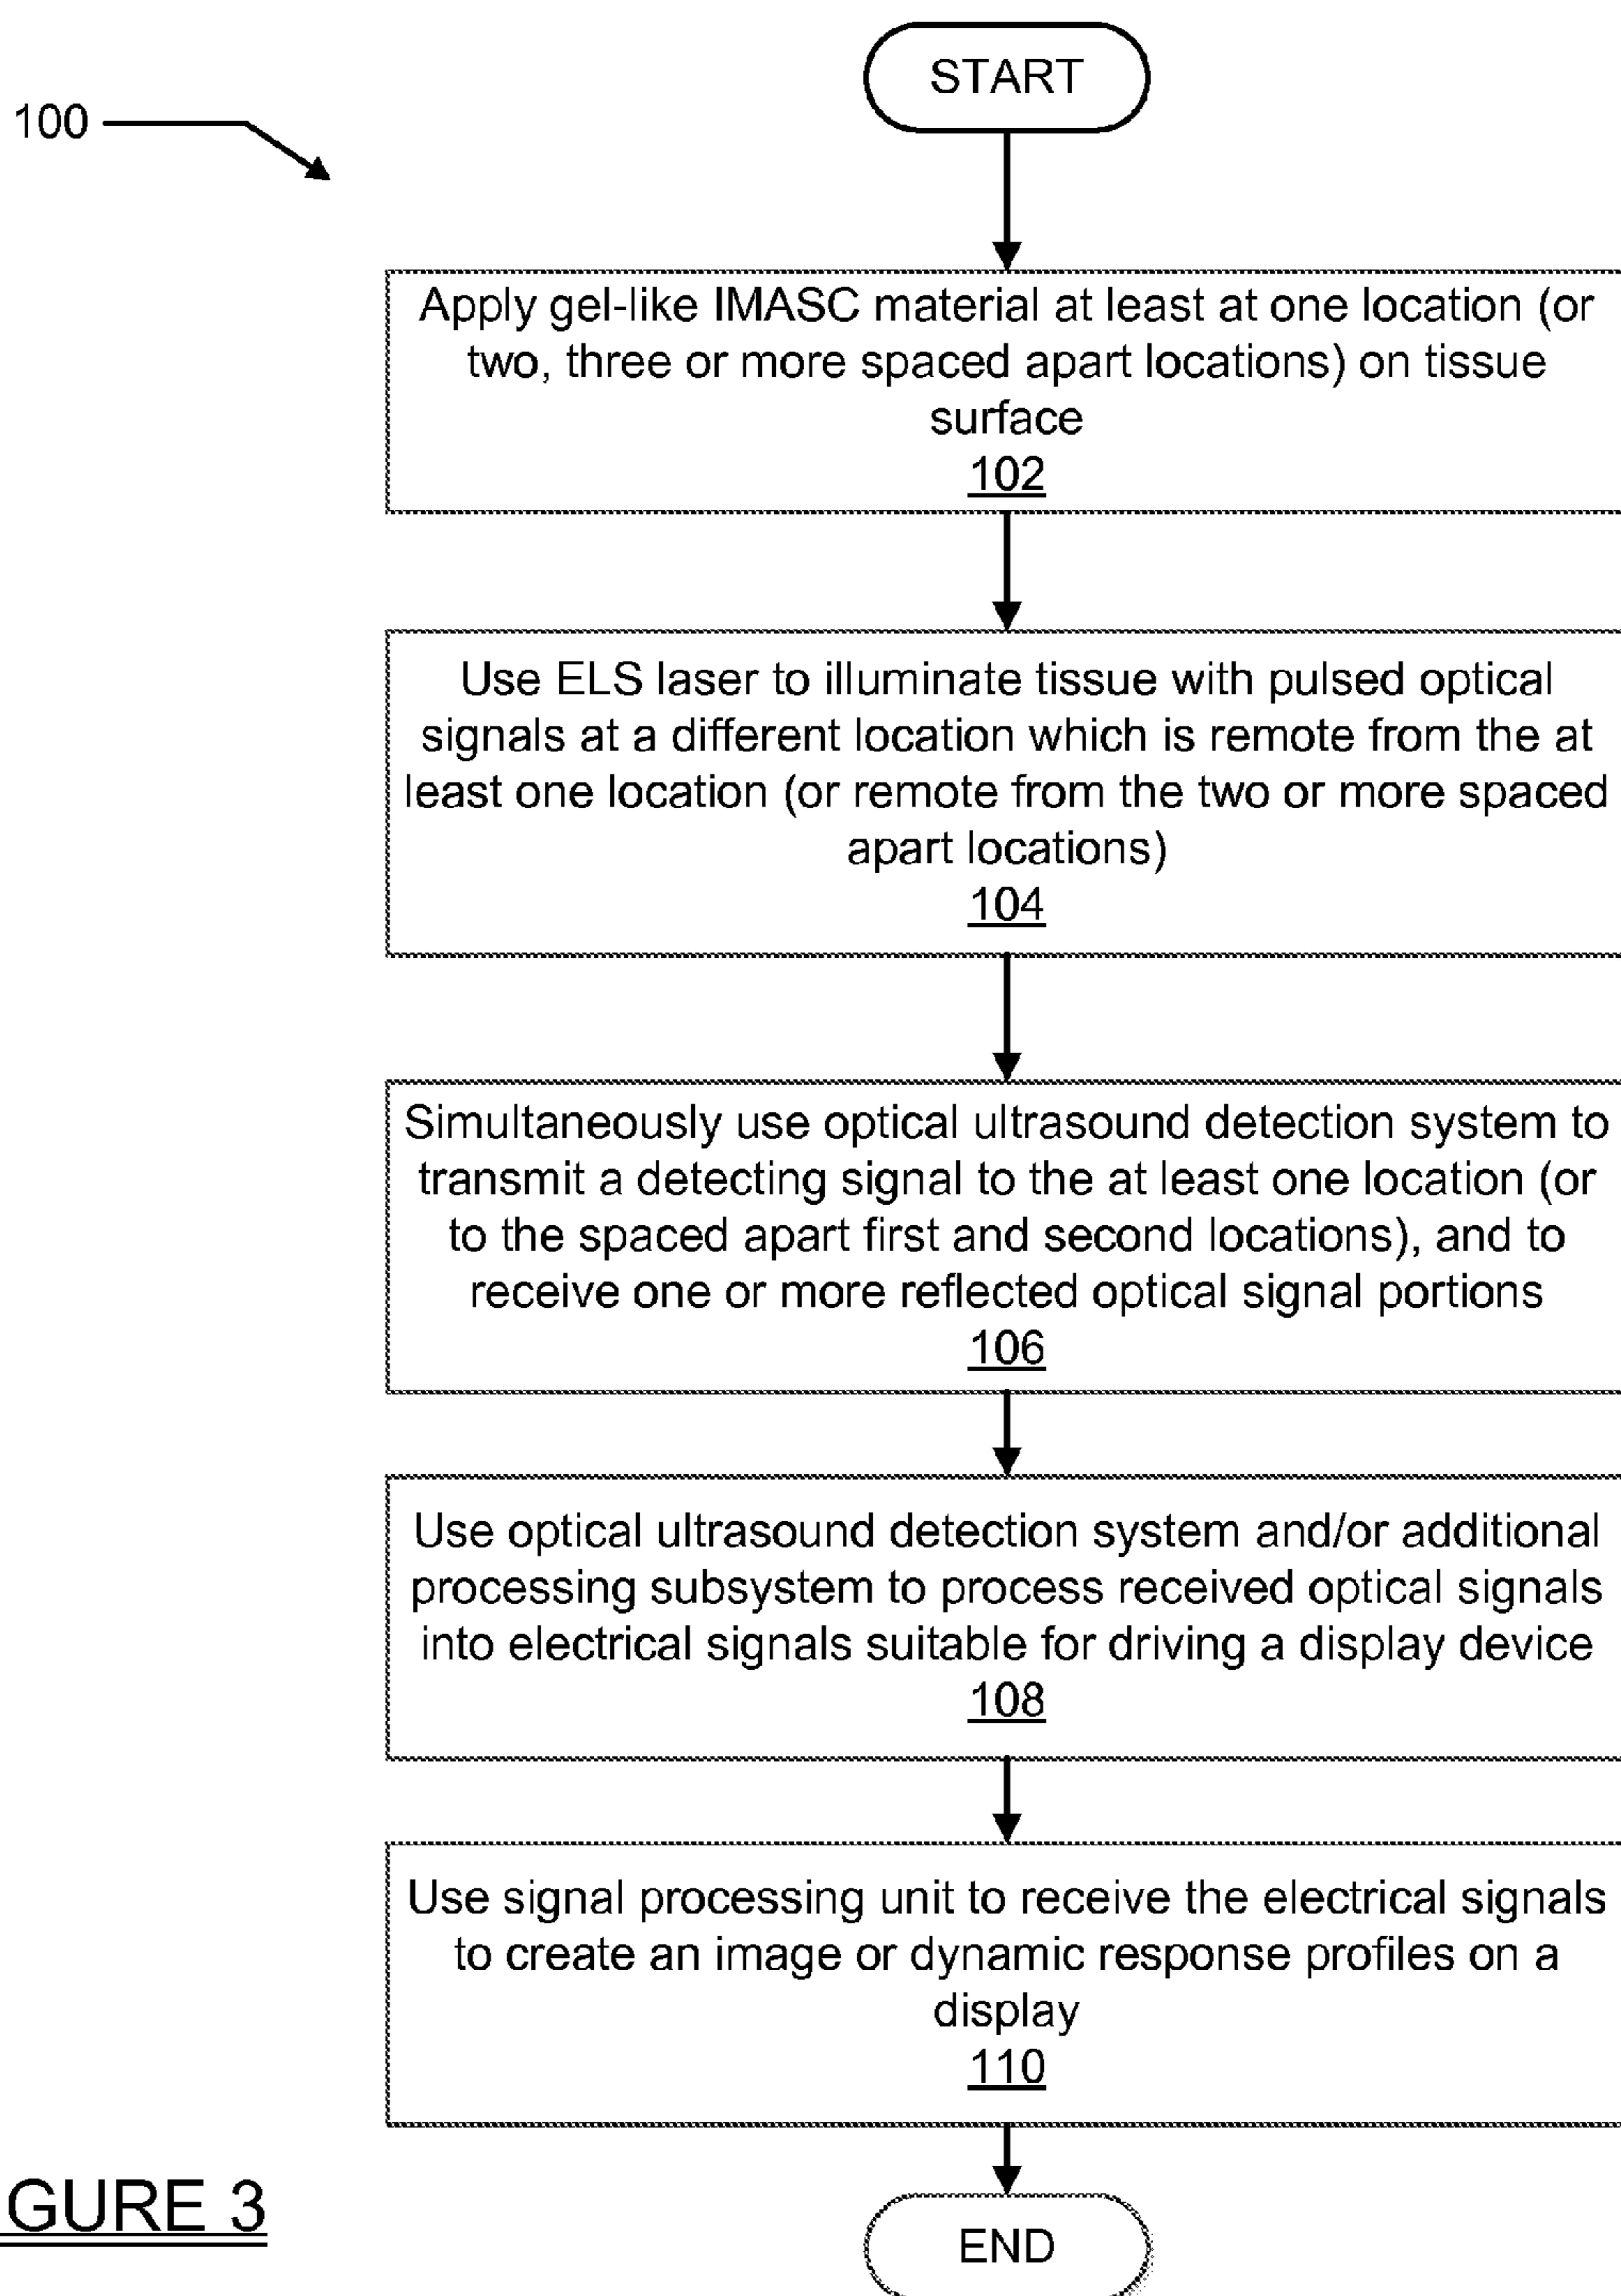 START
100
Apply gel-like IMASC material at least at one location (or
two, three or more spaced apart locations) on tissue
surface
102
Use ELS laser to illuminate tissue with pulsed optical
signals at a different location which is remote from the at
least one location (or remote from the two or more spaced
apart locations)
104
Simultaneously use optical ultrasound detection system to
transmit a detecting signal to the at least one location (or
to the spaced apart first and second locations), and to
receive one or more reflected optical signal portions
106
Use optical ultrasound detection system and/or additional
processing subsystem to process received optical signals
into electrical signals suitable for driving a display device
108
Use signal processing unit to receive the electrical signals
to create an image or dynamic response profiles on a
display
110
END
GURE 3